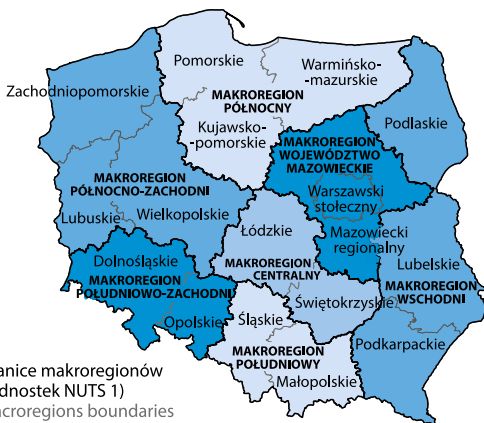 Pomorskie
Warmińsko-
-mazurskie
Zachodniopomorskie
MAKROREGION
PÓŁNOCNY
Kujawsko-
-pomorskie
Podlaskie
MAKROREGION
WOJEWÓDZTWO
MAZOWIECKIE
MAKROREGION
PÓŁNOCNO-ZACHODNI
Warszawski
stołeczny
Lubuskie
Wielkopolskie
Łódzkie
Mazowiecki
regionalny
Dolnośląskie
MAKROREGION
POŁUDNIOWO-ZACHODNI
MAKROREGION
CENTRALNY
Lubelskie
MAKROREGION
WSCHODNI
Opolskie
Śląskie
Świętokrzyskie
MAKROREGION
POŁUDNIOWY
Małopolskie
Podkarpackie
anice makroregionów
dnostek NUTS 1)
acroregions boundaries